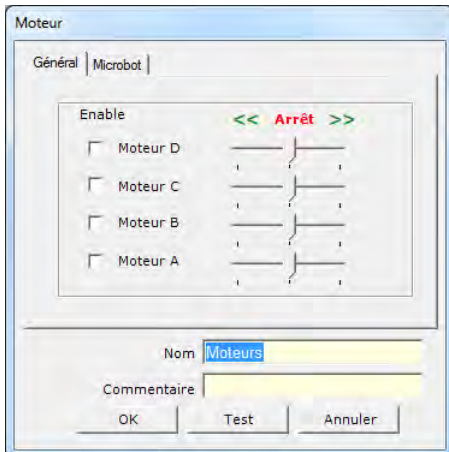 Moteur
Général Microbot
Enable << Arrêt >>
Moteur D
Moteur C
Moteur B
Moteur A
Nom Moteurs
Commentaire
OK Test Annuler